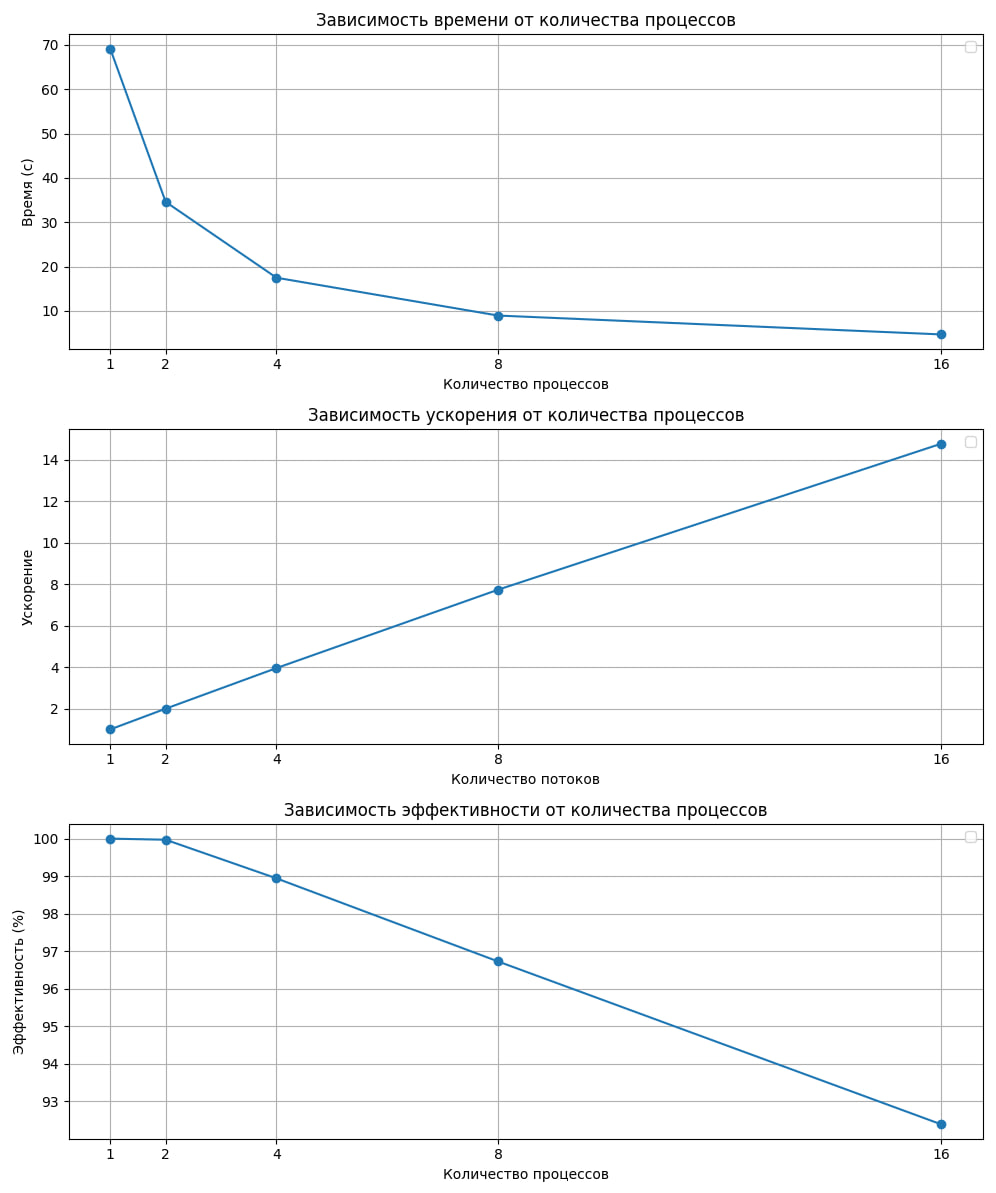 Зависимость времени от количества процессов
70
60
50
40
30
20
10
Время (с)
1 2 4 8 16
Количество процессов
Зависимость ускорения от количества процессов
14
12
10
8
6
4
2
Ускорение
1 2 4 8 16
Количество потоков
Зависимость эффективности от количества процессов
100
99
98
97
96
95
94
93
Эффективность (%)
1 2 4 8 16
Количество процессов